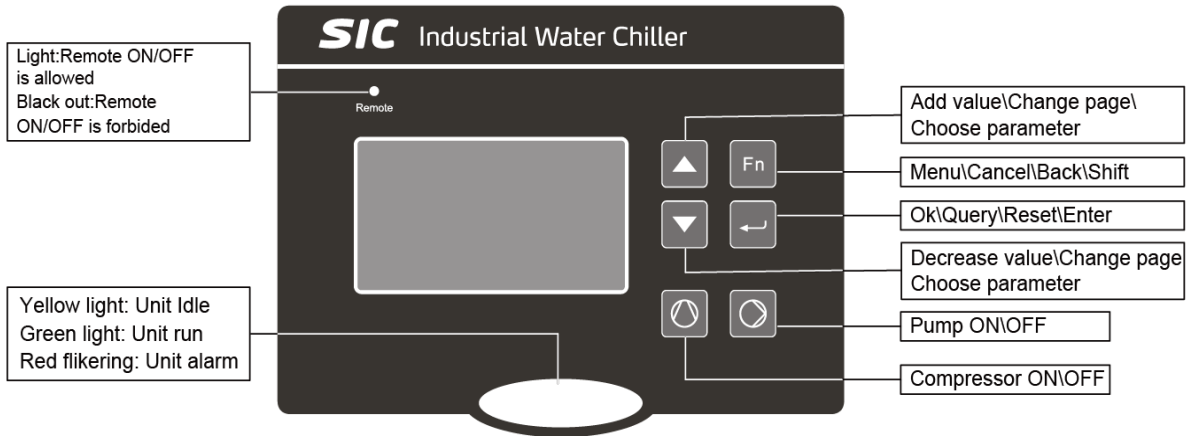 SIC Industrial Water Chiller
Light:Remote ON/OFF
is allowed
Black out:Remote
ON/OFF is forbided
Remote
Add value\Change page\
Choose parameter
Fn
Menu\Cancel\Back\Shift
Ok\Query\Reset\Enter
Decrease value\Change page
Choose parameter
Yellow light: Unit Idle
Green light: Unit run
Red flikering: Unit alarm
Pump ON\OFF
Compressor ON\OFF